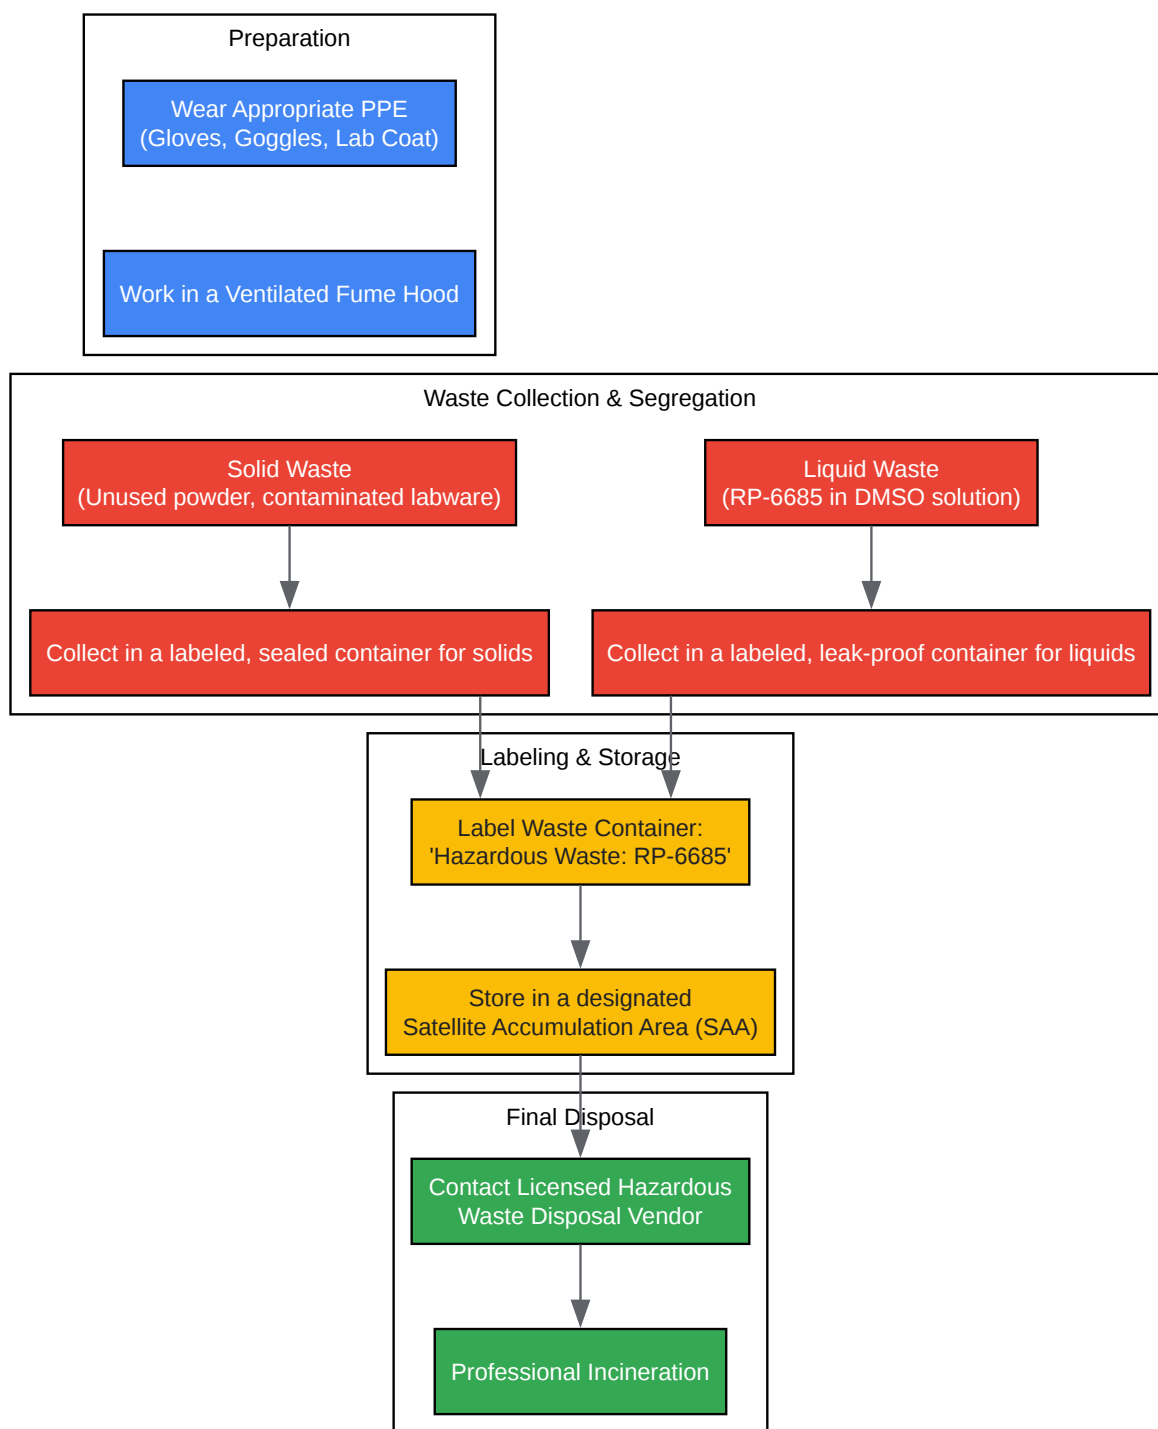 Preparation
Wear Appropriate PPE
(Gloves, Goggles, Lab Coat)
Work in a Ventilated Fume Hood
Waste Collection & Segregation
Solid Waste
(Unused powder, contaminated labware)
Liquid Waste
(RP-6685 in DMSO solution)
Collect in a labeled, sealed container for solids
Collect in a labeled, leak-proof container for liquids
Labeling & Storage
Label Waste Container:
'Hazardous Waste: RP-6685'
Store in a designated
Satellite Accumulation Area (SAA)
Final Disposal
Contact Licensed Hazardous
Waste Disposal Vendor
Professional Incineration